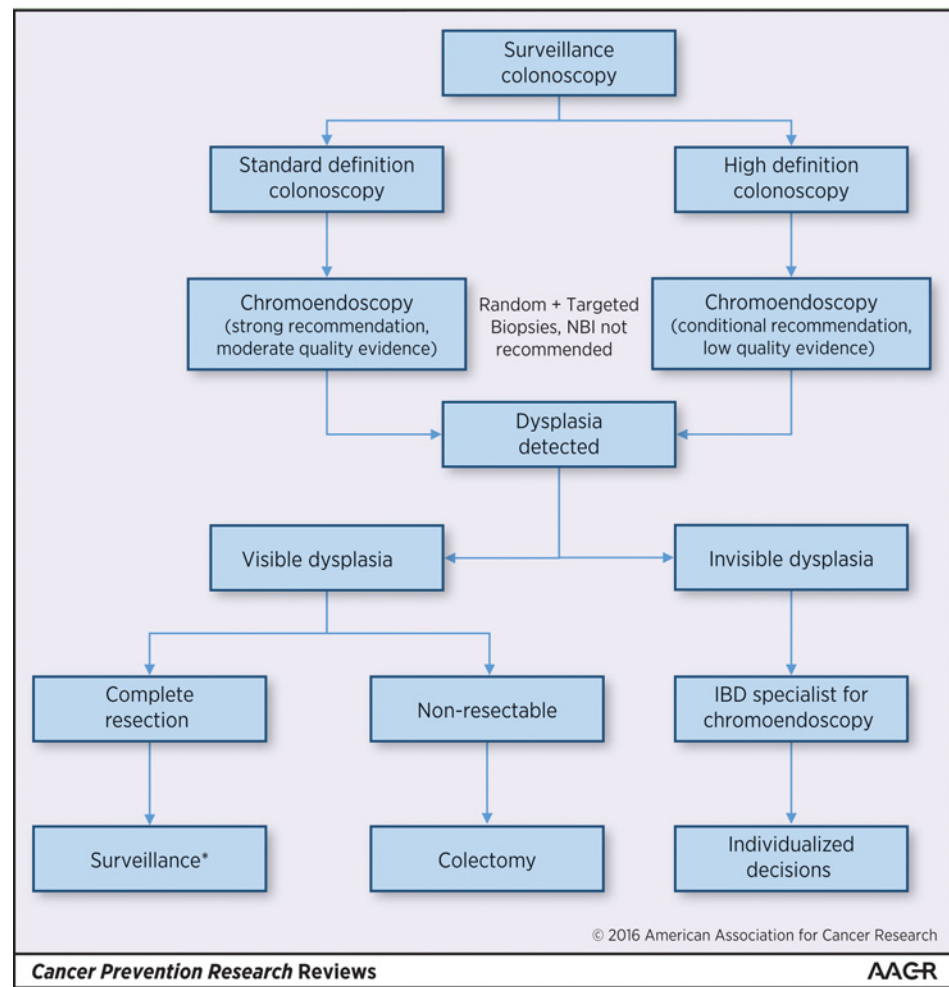 Surveillance
colonoscopy
Standard definition
colonoscopy
High definition
colonoscopy
Chromoendoscopy
(strong recommendation,
moderate quality evidence)
Random + Targeted
Biopsies, NBI not
recommended
Chromoendoscopy
(conditional recommendation,
low quality evidence)
Dysplasia
detected
Visible dysplasia
Invisible dysplasia
Complete
resection
Non-resectable
IBD specialist for
chromoendoscopy
Surveillance*
Colectomy
Individualized
decisions
© 2016 American Association for Cancer Research
Cancer Prevention Research Reviews
AACR